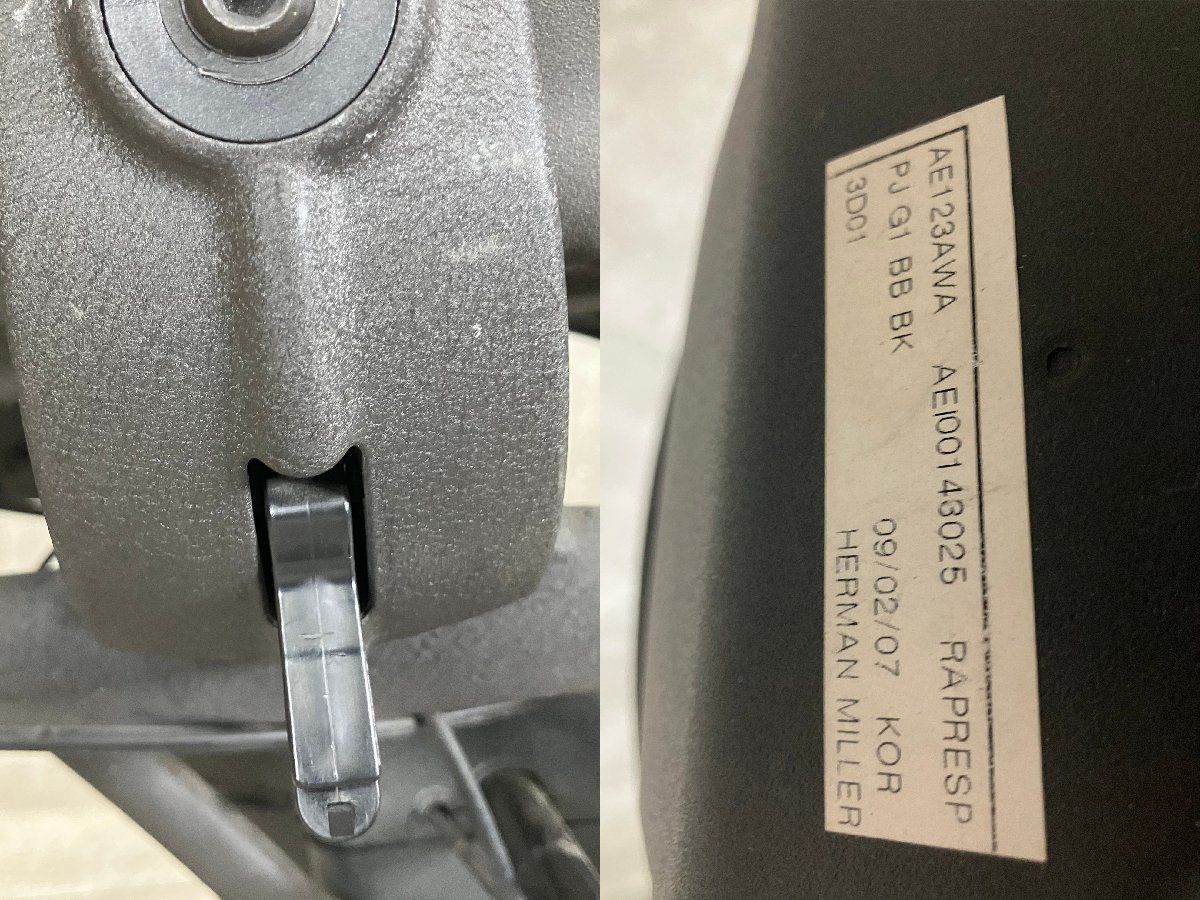 AE123AWA AEI00143025 RAPRESP
PJ G1 BB BK 09/02/07 KOR
3D01 HERMAN MILLER